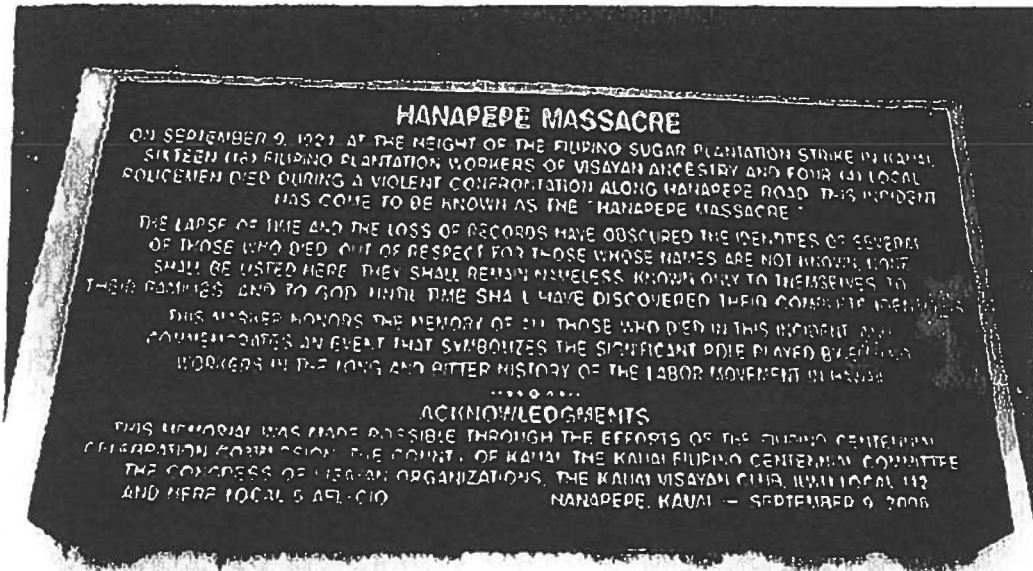 HANAPEPE MASSACRE
ON SEPTEMBER 9, 1924, AT THE HEIGHT OF THE FILIPINO SUGAR PLANTATION STRIKE IN KAUAI,
SIXTEEN (16) FILIPINO PLANTATION WORKERS OF VISAYAN ANCESTRY AND FOUR (4) LOCAL
POLICEMEN DIED DURING A VIOLENT CONFRONTATION ALONG HANAPEPE ROAD. THIS INCIDENT
HAS COME TO BE KNOWN AS THE "HANAPEPE MASSACRE."
THE LAPSE OF TIME AND THE LOSS OF RECORDS HAVE OBSCURED THE IDENTITIES OF SEVERAL
OF THOSE WHO DIED. OUT OF RESPECT FOR THOSE WHOSE NAMES ARE NOT KNOWN, NONE
SHALL BE LISTED HERE. THEY SHALL REMAIN NAMELESS, KNOWN ONLY TO THEMSELVES, TO
THEIR FAMILIES, AND TO GOD, UNTIL TIME SHALL HAVE DISCOVERED THEIR COMPLETE IDENTITIES.
THIS MARKER HONORS THE MEMORY OF ALL THOSE WHO DIED IN THIS INCIDENT AND
COMMEMORATES AN EVENT THAT SYMBOLIZES THE SIGNIFICANT ROLE PLAYED BY FILIPINO
WORKERS IN THE LONG AND BITTER HISTORY OF THE LABOR MOVEMENT IN HAWAII
ACKNOWLEDGMENTS
THIS MEMORIAL WAS MADE POSSIBLE THROUGH THE EFFORTS OF THE FILIPINO CENTENNIAL
CELEBRATION COMMISSION, THE COUNTY OF KAUAI, THE KAUAI FILIPINO CENTENNIAL COMMITTEE
THE CONGRESS OF VISAYAN ORGANIZATIONS, THE KAUAI VISAYAN CLUB, ILWU LOCAL 142
AND HERE LOCAL 5 AFL-CIO HANAPEPE, KAUAI — SEPTEMBER 9, 2006